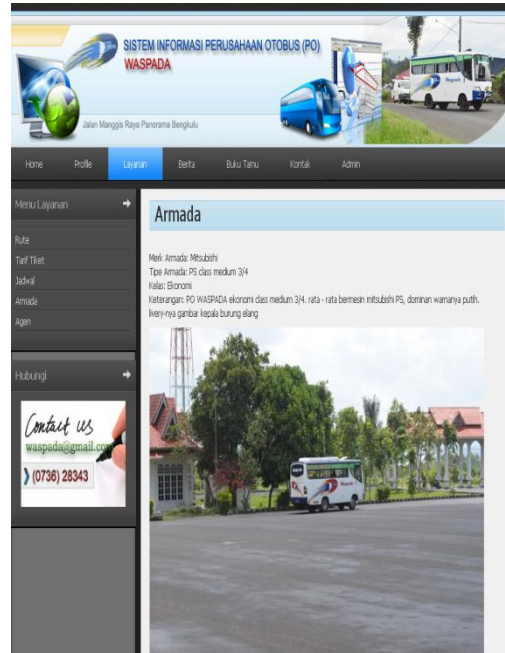 SISTEM INFORMASI PERUSAHAAN OTOBUS (PO)
WASPADA
Jalan Manggis Raya Panorama Bengkulu
Home Profile Layanan Berita Buku Tamu Kontak Admin
Menu Layanan
Rute
Tarif Tiket
Jadwal
Armada
Agen
Hubungi
Contact us
waspada@gmail.com
(0736) 28343
Armada
Merk Armada: Mitsubishi
Tipe Armada: PS class medium 3/4
Kelas: Ekonomi
Keterangan: PO WASPADA ekonomi class medium 3/4. rata - rata bermesin mitsubishi PS, dominan warnanya putih.
livery-nya gambar kepala burung elang